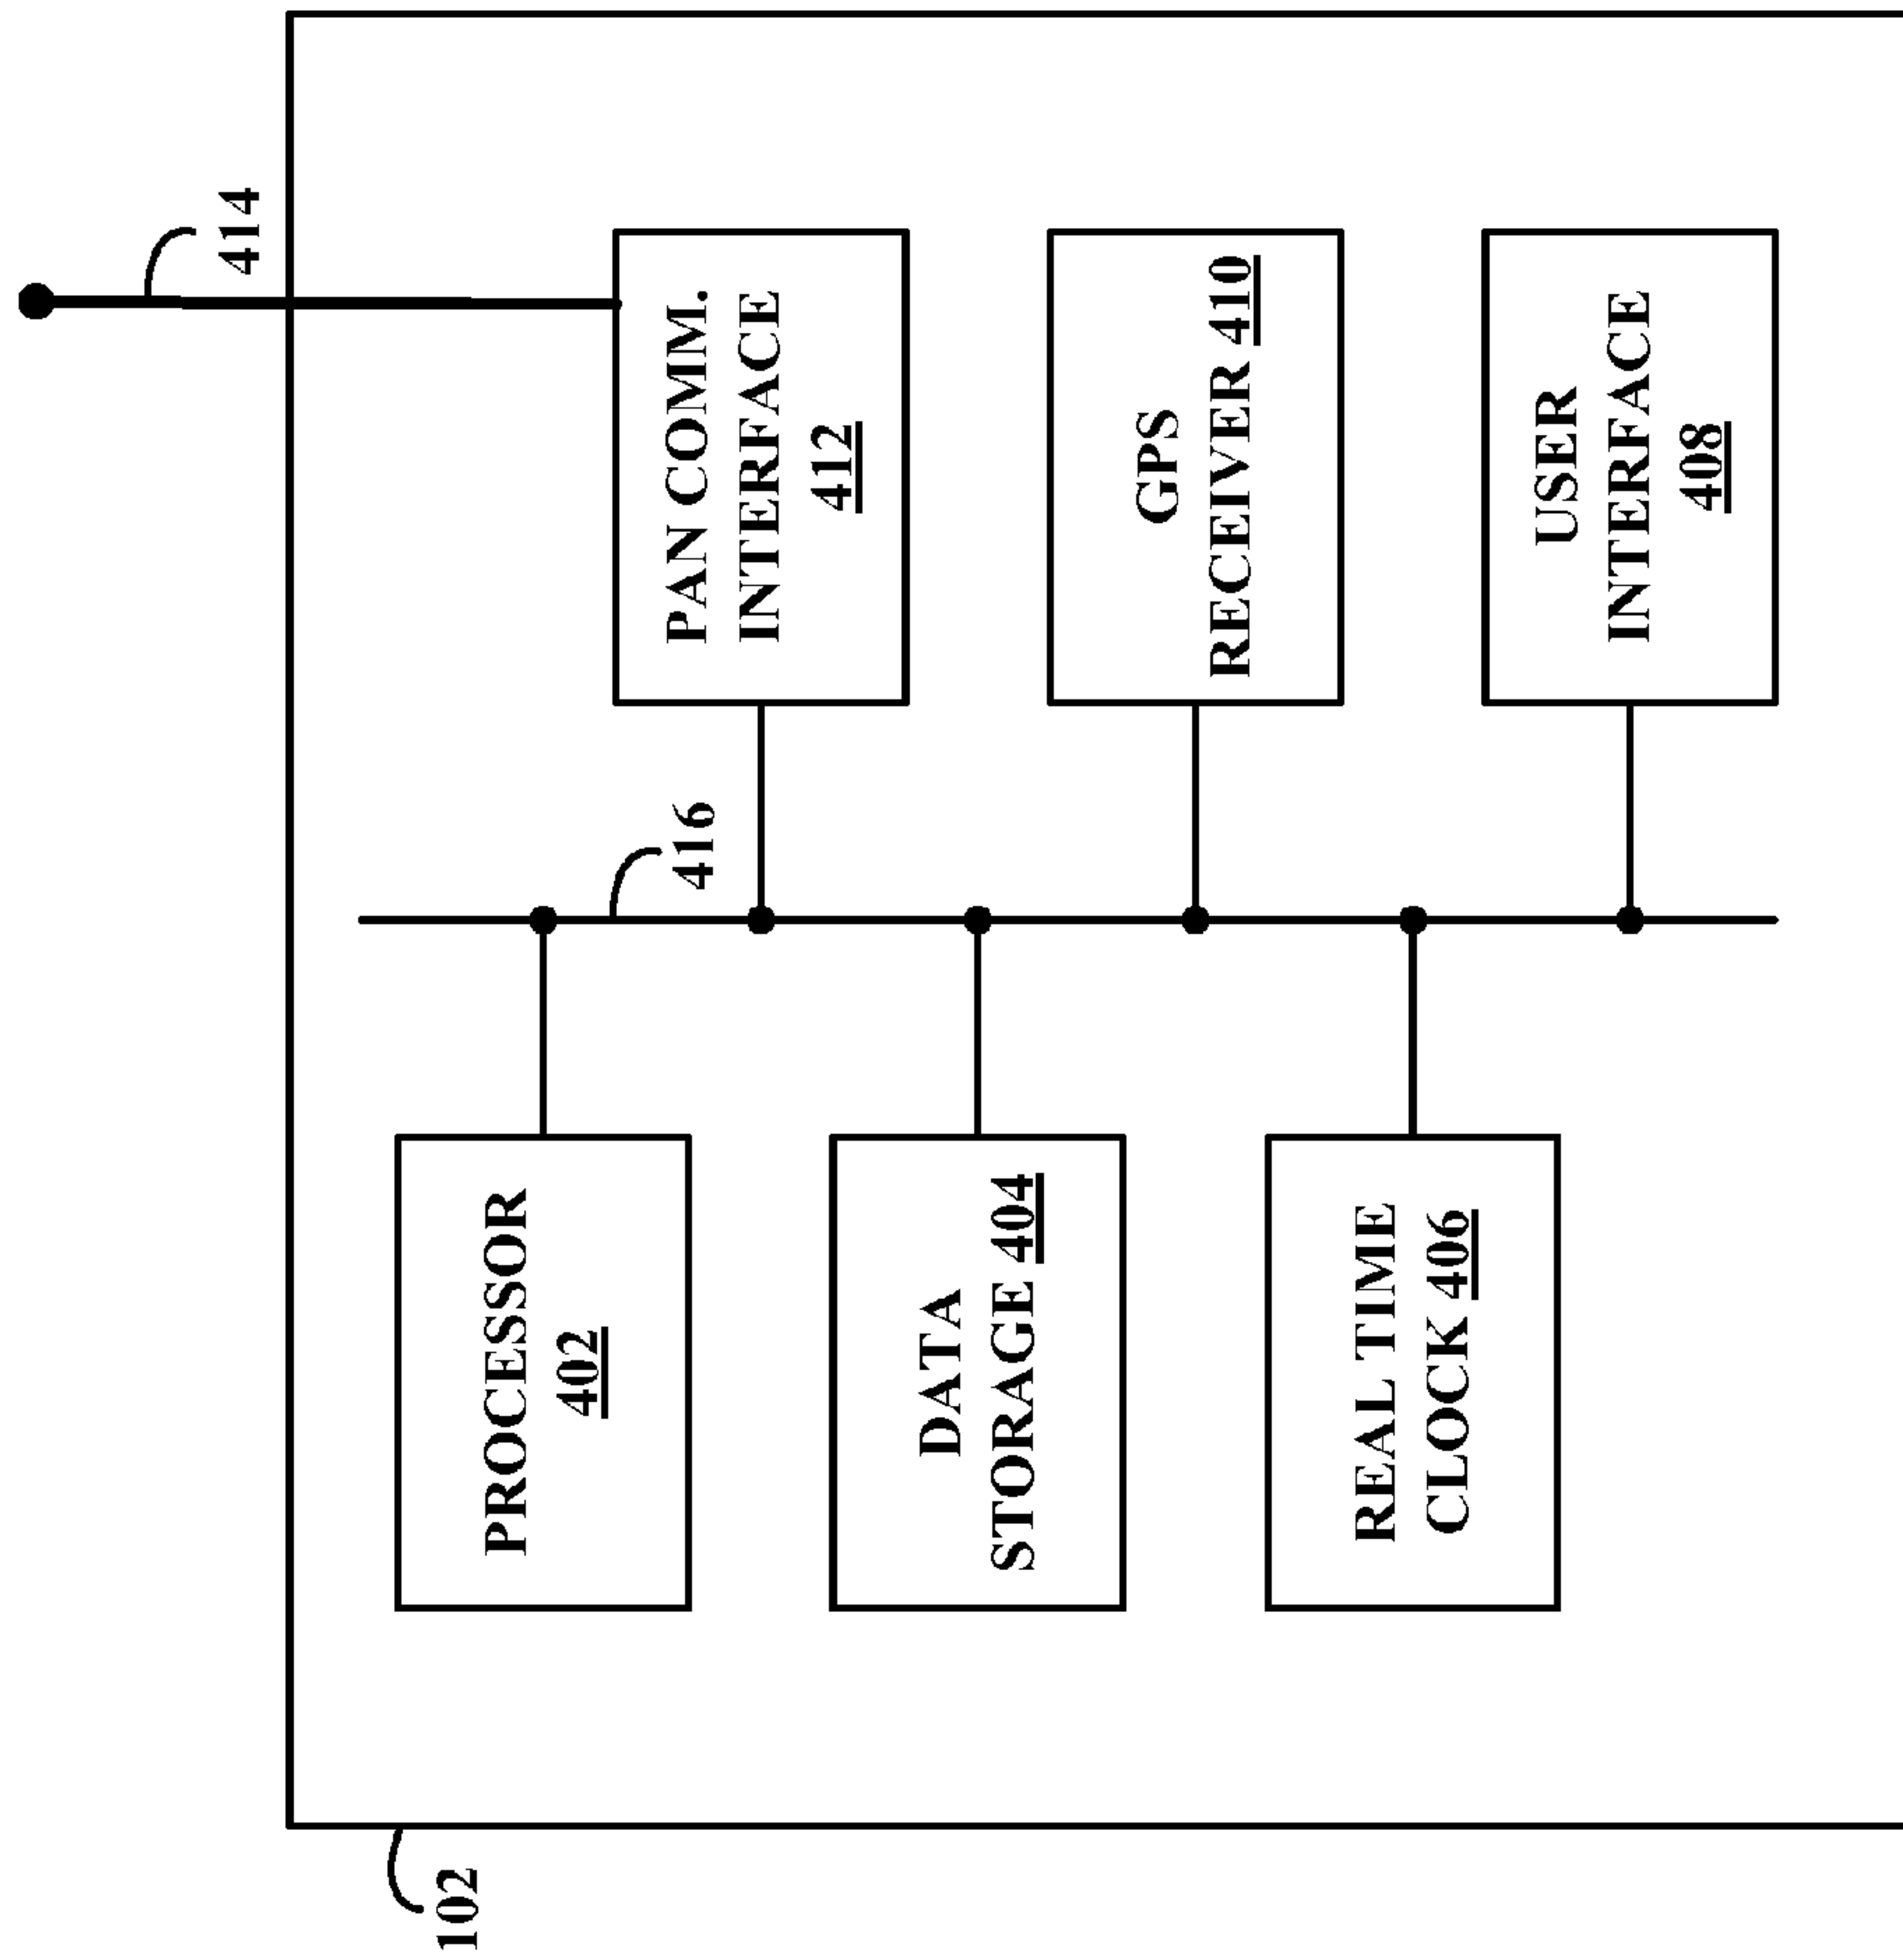 102
PROCESSOR
402
DATA
STORAGE 404
REAL TIME
CLOCK 406
416
414
PAN COMM.
INTERFACE
412
GPS
RECEIVER 410
USER
INTERFACE
408